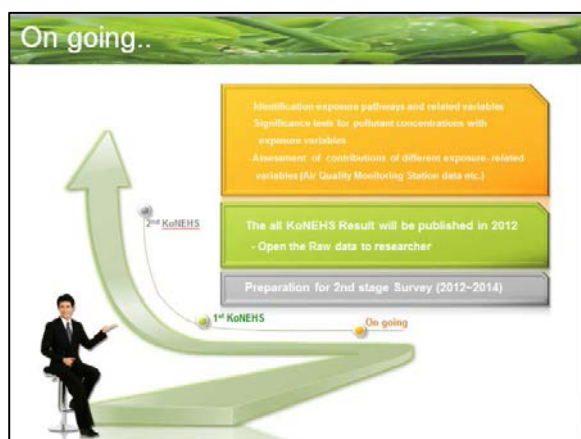 On going..
- Identification exposure pathways and related variables
Significance tests for pollutant concentrations with
exposure variables
- Assessment of contributions of different exposure- related
variables (Air Quality Monitoring Station data etc.)
The all KoNEHS Result will be published in 2012
- Open the Raw data to researcher
Preparation for 2nd stage Survey (2012~2014)
2nd KoNEHS
1st KoNEHS
On going